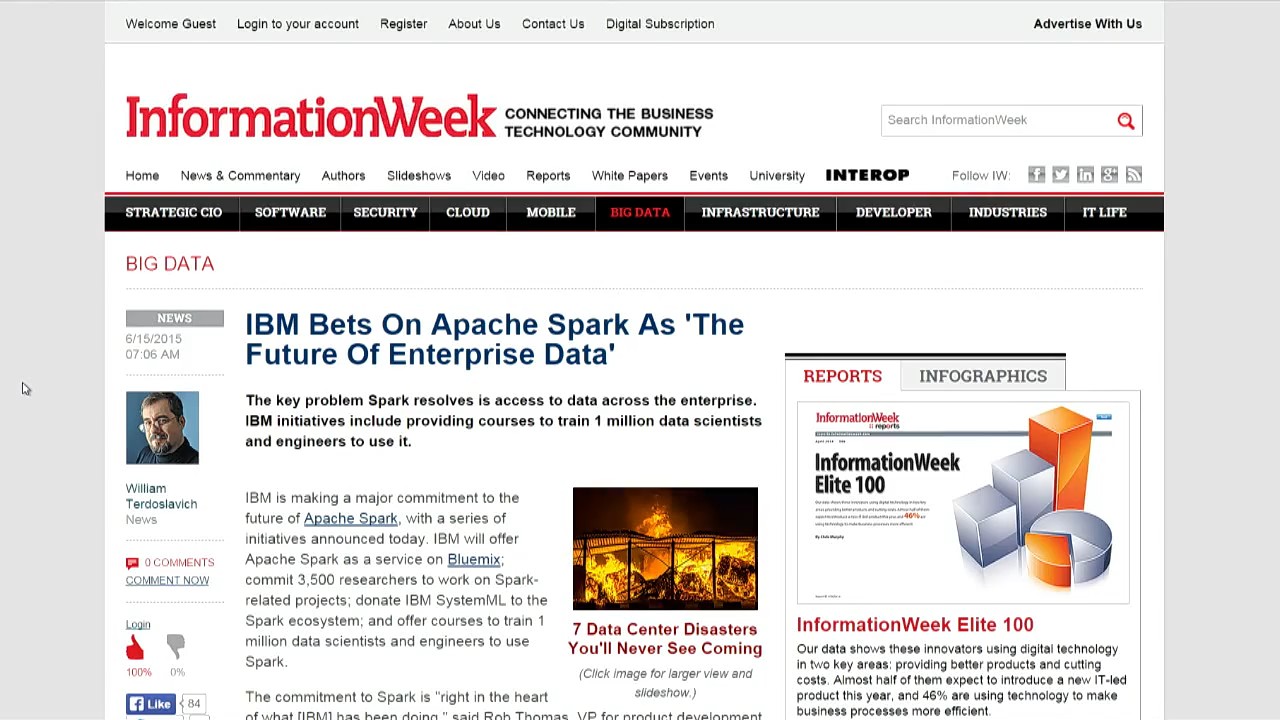 Welcome Guest Login to your account Register About Us Contact Us Digital Subscription Advertise With Us
InformationWeek CONNECTING THE BUSINESS
TECHNOLOGY COMMUNITY
Search InformationWeek
Home News & Commentary Authors Slideshows Video Reports White Papers Events University INTEROP Follow IW:
STRATEGIC CIO SOFTWARE SECURITY CLOUD MOBILE BIG DATA INFRASTRUCTURE DEVELOPER INDUSTRIES IT LIFE
BIG DATA
NEWS
6/15/2015
07:06 AM
William
Terdoslavich
News
0 COMMENTS
COMMENT NOW
Login
100% 0%
Like 84
IBM Bets On Apache Spark As 'The
Future Of Enterprise Data'
The key problem Spark resolves is access to data across the enterprise.
IBM initiatives include providing courses to train 1 million data scientists
and engineers to use it.
IBM is making a major commitment to the
future of Apache Spark, with a series of
initiatives announced today. IBM will offer
Apache Spark as a service on Bluemix;
commit 3,500 researchers to work on Spark-
related projects; donate IBM SystemML to the
Spark ecosystem; and offer courses to train 1
million data scientists and engineers to use
Spark.
7 Data Center Disasters
You'll Never See Coming
(Click image for larger view and
slideshow.)
The commitment to Spark is "right in the heart
of what [IBM] has been doing," said Rob Thomas, VP for product development
REPORTS INFOGRAPHICS
InformationWeek
reports
InformationWeek
Elite 100
46%
InformationWeek Elite 100
Our data shows these innovators using digital technology
in two key areas: providing better products and cutting
costs. Almost half of them expect to introduce a new IT-led
product this year, and 46% are using technology to make
business processes more efficient.